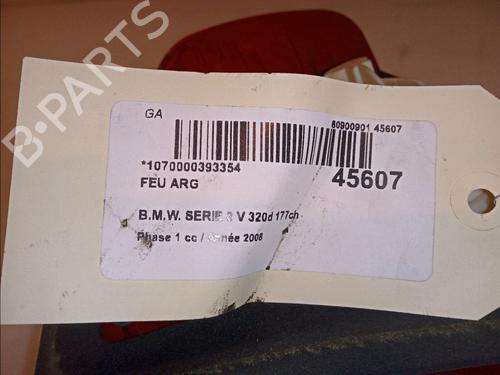 B-PARTS
GA
80900901 45607
*1070000393354
45607
FEU ARG
B.M.W. SERIE 3 V 320d 177ch
Phase 1 cc / Année 2008